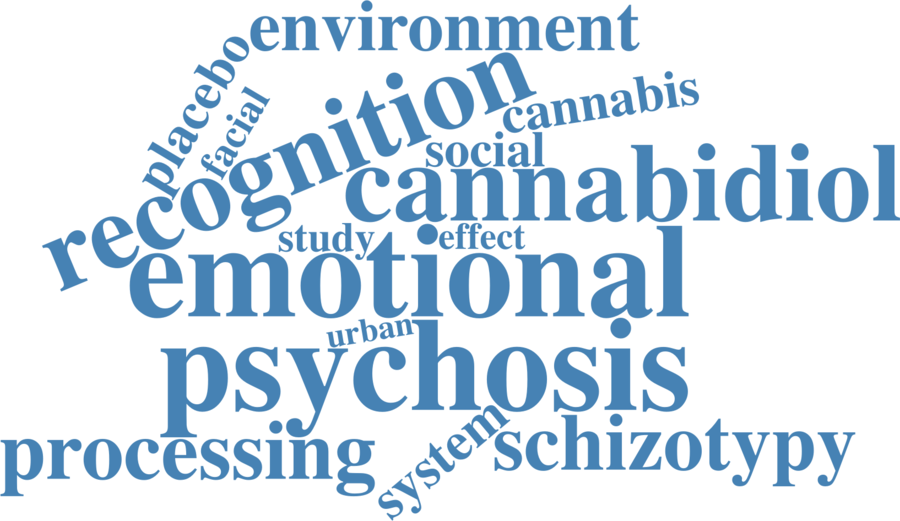 environment
placebo
facial
recognition
cannabis
social
cannabidiol
study
effect
emotional
urban
psychosis
processing
system
schizotypy